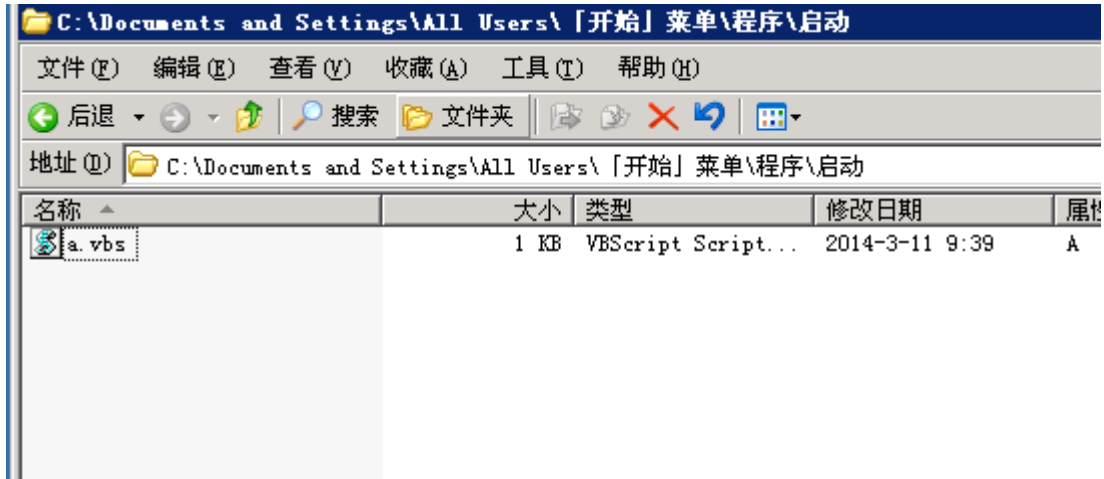 C:\Documents and Settings\All Users\「开始」菜单\程序\启动
文件(F) 编辑(E) 查看(V) 收藏(A) 工具(T) 帮助(H)
后退 搜索 文件夹
地址(D) C:\Documents and Settings\All Users\「开始」菜单\程序\启动
名称 大小 类型 修改日期
a.vbs 1 KB VBScript Script... 2014-3-11 9:39 A